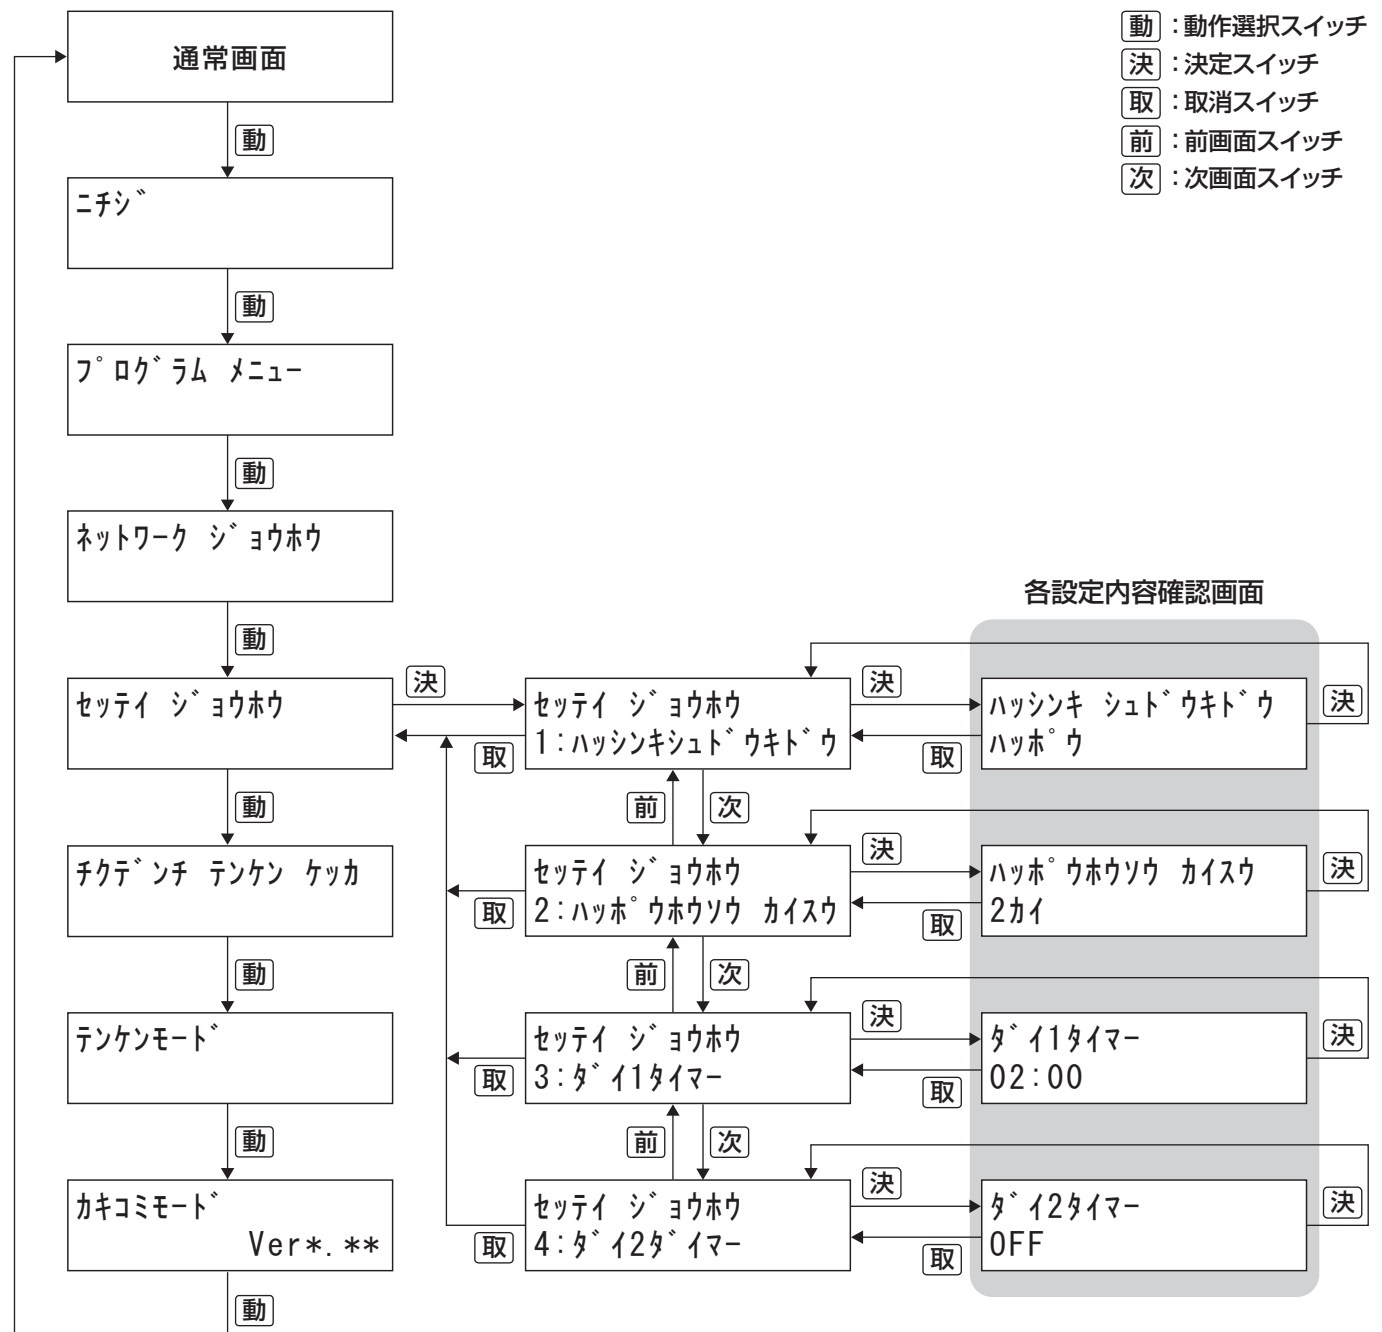 通常画面
動
ﾆﾁｼﾞ
動
ﾌﾟﾛｸﾞﾗﾑ ﾒﾆｭｰ
動
ﾈｯﾄﾜｰｸ ｼﾞｮｳﾎｳ
動
ｾｯﾃｲ ｼﾞｮｳﾎｳ
動
ﾁｸﾃﾞﾝﾁ ﾃﾝｹﾝ ｹｯｶ
動
ﾃﾝｹﾝﾓｰﾄﾞ
動
ｶｷｺﾐﾓｰﾄﾞ
Ver*.**
動
動：動作選択スイッチ
決：決定スイッチ
取：取消スイッチ
前：前画面スイッチ
次：次画面スイッチ
各設定内容確認画面
決
ｾｯﾃｲ ｼﾞｮｳﾎｳ
1:ﾊｯｼﾝｷｼｭﾄﾞｳｷﾄﾞｳ
取
決
ﾊｯｼﾝｷ ｼｭﾄﾞｳｷﾄﾞｳ
ﾊｯﾎﾟｳ
取
決
前
次
ｾｯﾃｲ ｼﾞｮｳﾎｳ
2:ﾊｯﾎﾟｳﾎｳｿｳ ｶｲｽｳ
取
決
ﾊｯﾎﾟｳﾎｳｿｳ ｶｲｽｳ
2ｶｲ
取
決
前
次
ｾｯﾃｲ ｼﾞｮｳﾎｳ
3:ﾀﾞｲ1ﾀｲﾏｰ
取
決
ﾀﾞｲ1ﾀｲﾏｰ
02:00
取
決
前
次
ｾｯﾃｲ ｼﾞｮｳﾎｳ
4:ﾀﾞｲ2ﾀﾞｲﾏｰ
取
決
ﾀﾞｲ2ﾀｲﾏｰ
OFF
取
決